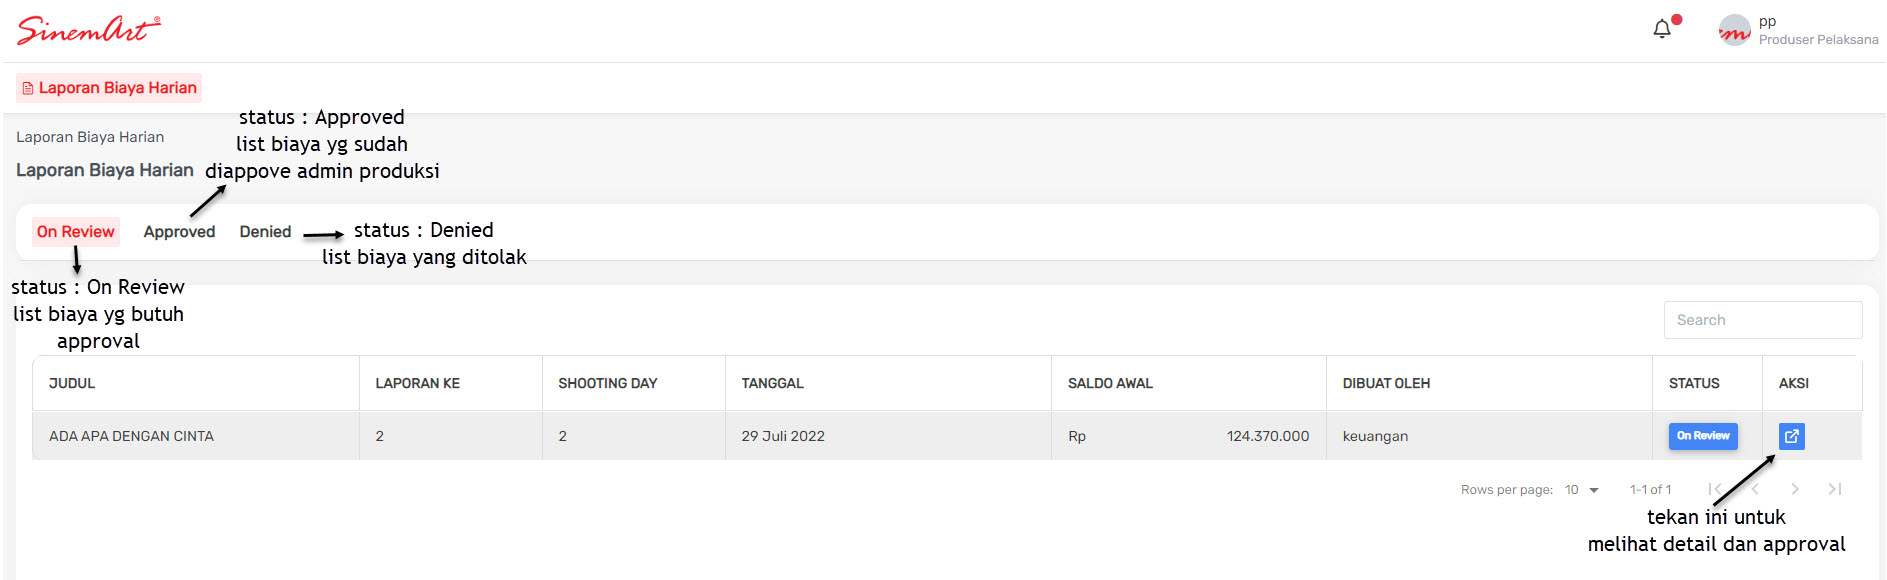 SinemArt®
pp
Produser Pelaksana
Laporan Biaya Harian
status : Approved
list biaya yg sudah
diappove admin produksi
Laporan Biaya Harian
Laporan Biaya Harian
On Review Approved Denied
status : Denied
list biaya yang ditolak
status : On Review
list biaya yg butuh
approval
Search
JUDUL LAPORAN KE SHOOTING DAY TANGGAL SALDO AWAL DIBUAT OLEH STATUS AKSI
ADA APA DENGAN CINTA 2 2 29 Juli 2022 Rp 124.370.000 keuangan On Review
Rows per page: 10 1-1 of 1
tekan ini untuk
melihat detail dan approval